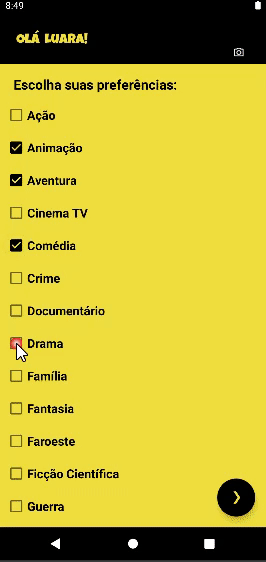 8:49
OLÁ LUARA!
Escolha suas preferências:
Ação
Animação
Aventura
Cinema TV
Comédia
Crime
Documentário
Drama
Família
Fantasia
Faroeste
Ficção Científica
Guerra